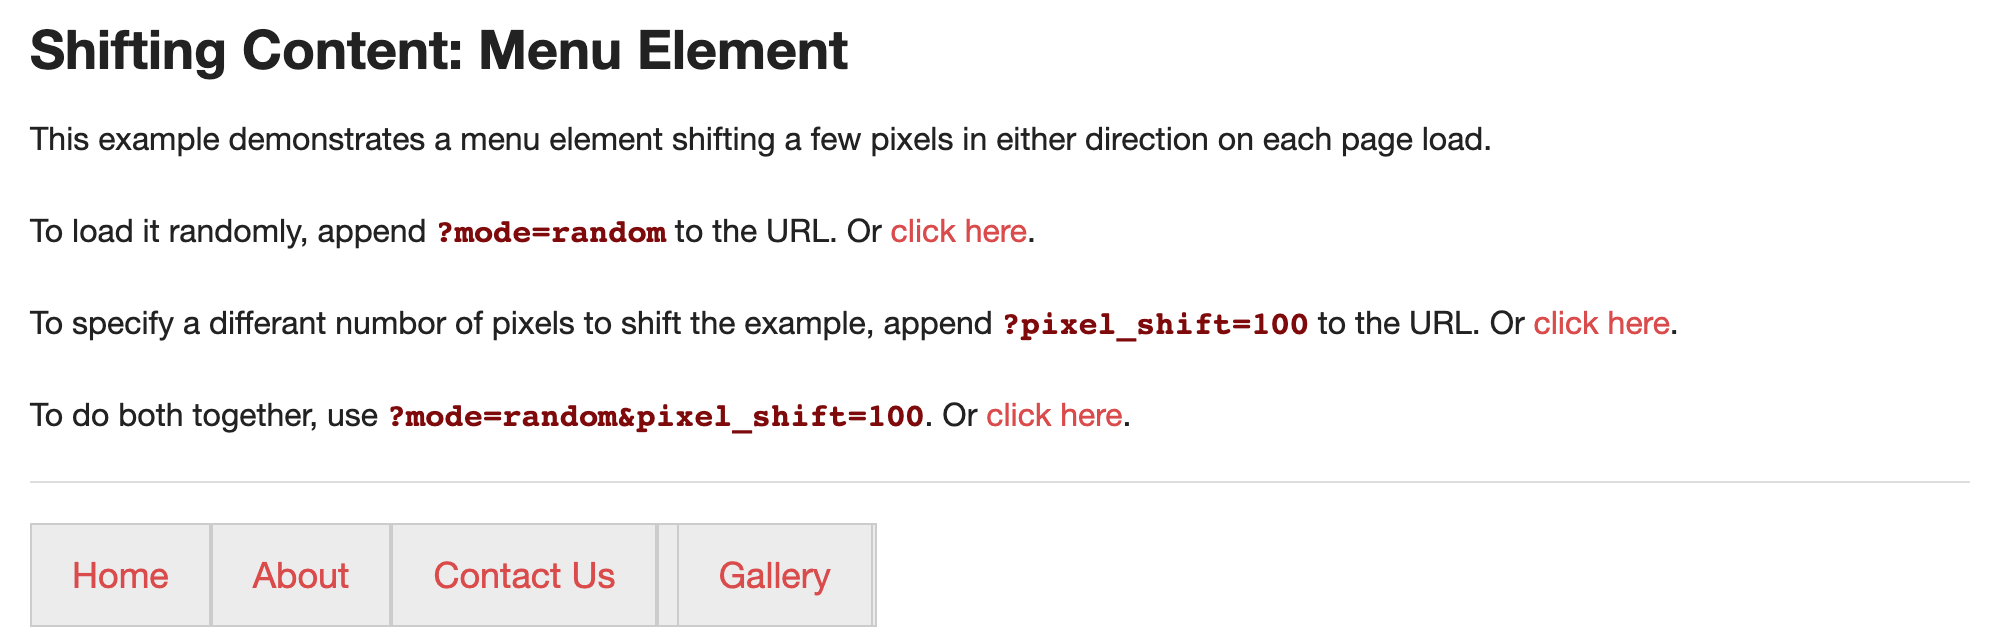 Shifting Content: Menu Element
This example demonstrates a menu element shifting a few pixels in either direction on each page load.
To load it randomly, append ?mode=random to the URL. Or click here.
To specify a differant numbor of pixels to shift the example, append ?pixel_shift=100 to the URL. Or click here.
To do both together, use ?mode=random&pixel_shift=100. Or click here.
Home About Contact Us Gallery